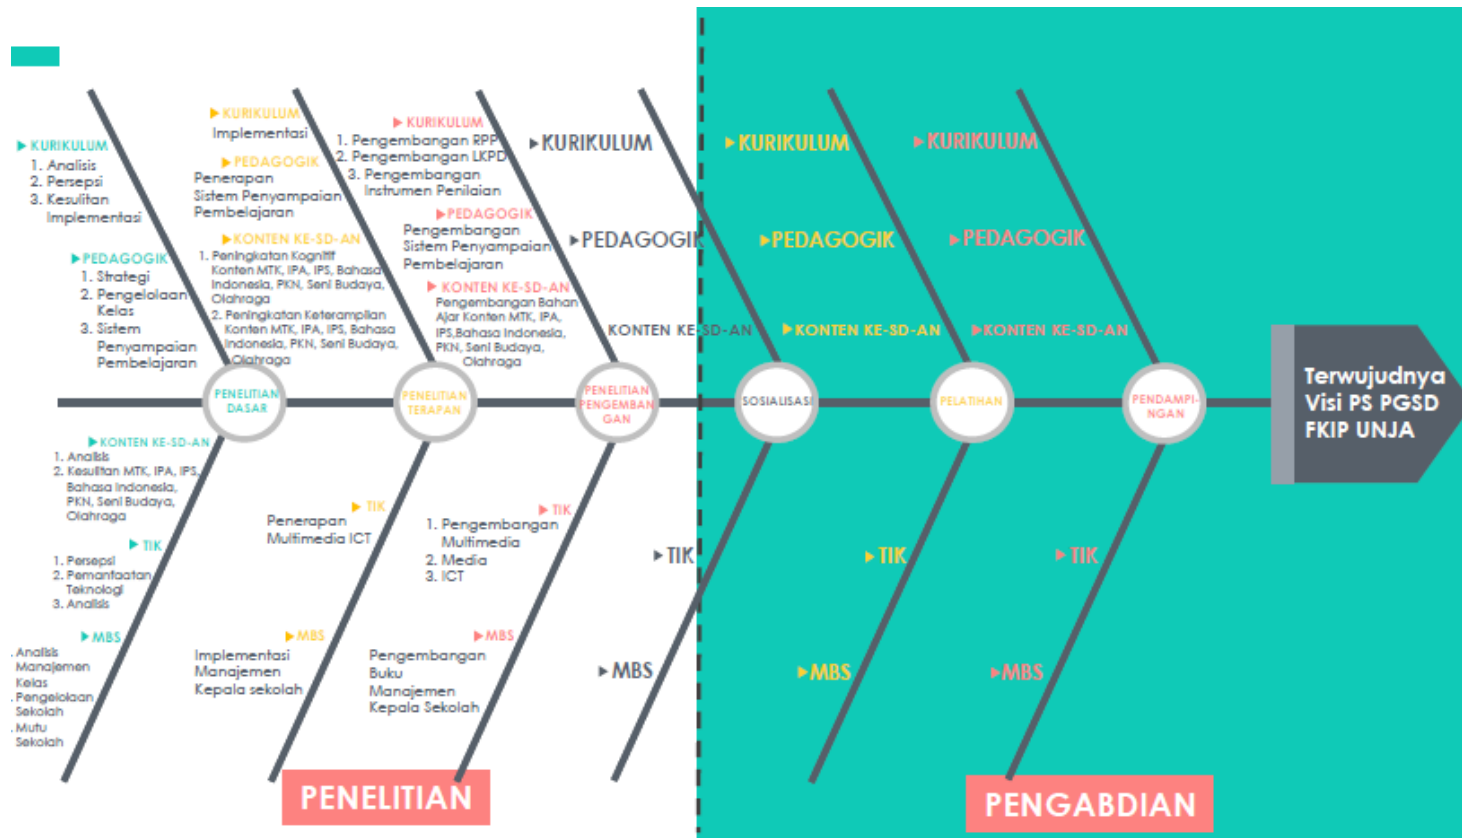 KURIKULUM
1. Analisis
2. Persepsi
3. Kesulitan
Implementasi
PEDAGOGIK
1. Strategi
2. Pengelolaan
Kelas
3. Sistem
Penyampaian
Pembelajaran
KURIKULUM
Implementasi
PEDAGOGIK
Penerapan
Sistem Penyampaian
Pembelajaran
KONTEN KE-SD-AN
1. Peningkatan Kognitif
Konten MTK, IPA, IPS, Bahasa
Indonesia, PKN, Seni Budaya,
Olahraga
2. Peningkatan Keterampilan
Konten MTK, IPA, IPS, Bahasa
Indonesia, PKN, Seni Budaya,
Olahraga
KURIKULUM
1. Pengembangan RPP
2. Pengembangan LKPD
3. Pengembangan
Instrumen Penilaian
PEDAGOGIK
Pengembangan
Sistem Penyampaian
Pembelajaran
KONTEN KE-SD-AN
Pengembangan Bahan
Ajar Konten MTK, IPA,
IPS,Bahasa Indonesia,
PKN, Seni Budaya,
Olahraga
KURIKULUM
PEDAGOGIK
KONTEN KE-SD-AN
KURIKULUM
PEDAGOGIK
KONTEN KE-SD-AN
KURIKULUM
PEDAGOGIK
KONTEN KE-SD-AN
PENELITIAN
DASAR
PENELITIAN
TERAPAN
PENELITIAN
PENGEMBAN
GAN
SOSIALISASI
PELATIHAN
PENDAMPI-
NGAN
Terwujudnya
Visi PS PGSD
FKIP UNJA
KONTEN KE-SD-AN
1. Analisis
2. Kesulitan MTK, IPA, IPS,
Bahasa Indonesia,
PKN, Seni Budaya,
Olahraga
TIK
1. Persepsi
2. Pemanfaatan
Teknologi
3. Analisis
MBS
. Analisis
Manajemen
Kelas
. Pengelolaan
Sekolah
. Mutu
Sekolah
TIK
Penerapan
Multimedia ICT
MBS
Implementasi
Manajemen
Kepala sekolah
TIK
1. Pengembangan
Multimedia
2. Media
3. ICT
MBS
Pengembangan
Buku
Manajemen
Kepala Sekolah
TIK
MBS
TIK
MBS
TIK
MBS
PENELITIAN
PENGABDIAN